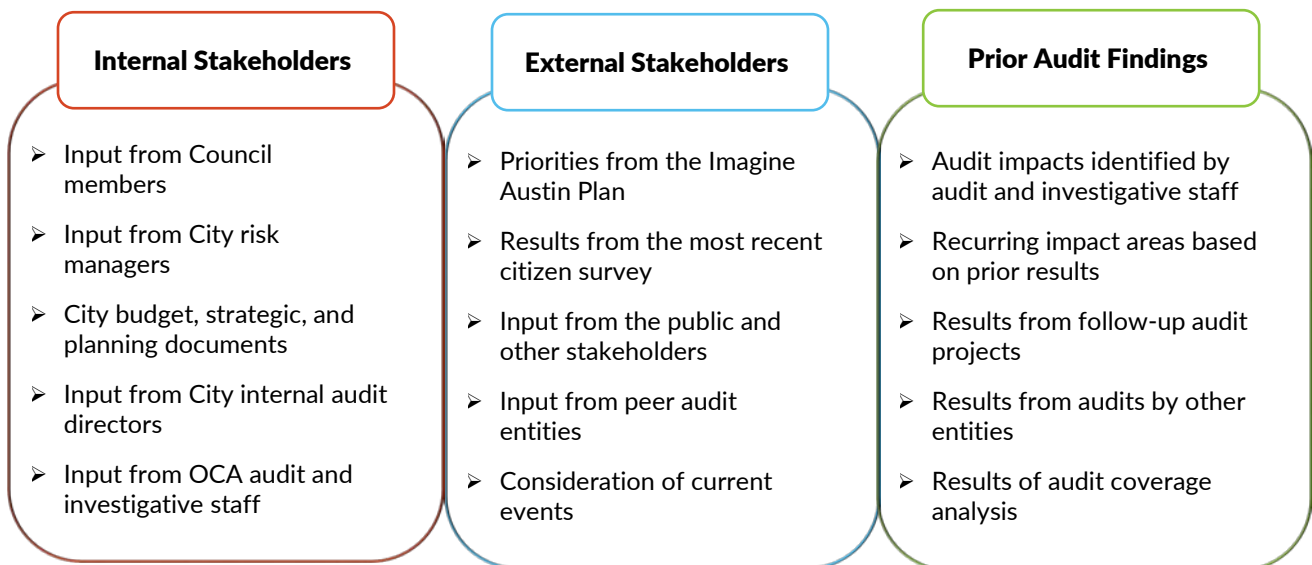 Internal Stakeholders
➢ Input from Council
members
➢ Input from City risk
managers
➢ City budget, strategic, and
planning documents
➢ Input from City internal audit
directors
➢ Input from OCA audit and
investigative staff
External Stakeholders
➢ Priorities from the Imagine
Austin Plan
➢ Results from the most recent
citizen survey
➢ Input from the public and
other stakeholders
➢ Input from peer audit
entities
➢ Consideration of current
events
Prior Audit Findings
➢ Audit impacts identified by
audit and investigative staff
➢ Recurring impact areas based
on prior results
➢ Results from follow-up audit
projects
➢ Results from audits by other
entities
➢ Results of audit coverage
analysis